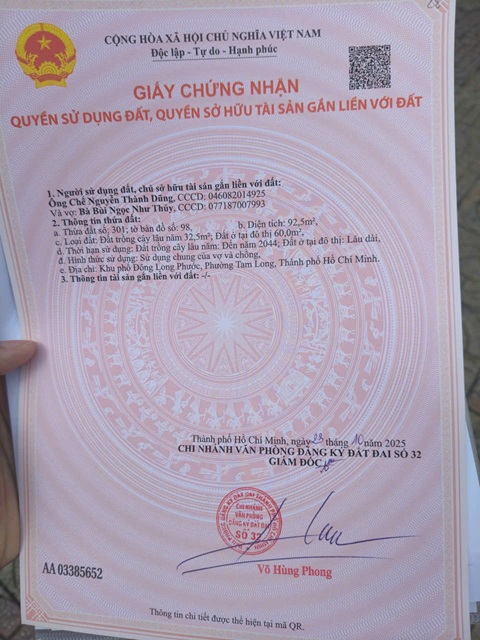 CỘNG HÒA XÃ HỘI CHỦ NGHĨA VIỆT NAM
Độc lập - Tự do - Hạnh phúc
GIẤY CHỨNG NHẬN
QUYỀN SỬ DỤNG ĐẤT, QUYỀN SỞ HỮU TÀI SẢN GẮN LIỀN VỚI ĐẤT
1. Người sử dụng đất, chủ sở hữu tài sản gắn liền với đất:
Ông Chế Nguyễn Thành Dũng, CCCD: 046082014925
Và vợ: Bà Bùi Ngọc Như Thủy, CCCD: 077187007993
2. Thông tin thửa đất:
a. Thửa đất số: 301; tờ bản đồ số: 98, b. Diện tích: 92,5m²,
c. Loại đất: Đất trồng cây lâu năm 32,5m²; Đất ở tại đô thị 60,0m²,
d. Thời hạn sử dụng: Đất trồng cây lâu năm: Đến năm 2044; Đất ở tại đô thị: Lâu dài,
đ. Hình thức sử dụng: Sử dụng chung của vợ và chồng,
e. Địa chỉ: Khu phố Đông Long Phước, Phường Tam Long, Thành phố Hồ Chí Minh.
3. Thông tin tài sản gắn liền với đất: -/-
Thành phố Hồ Chí Minh, ngày 23 tháng 10 năm 2025
CHI NHÁNH VĂN PHÒNG ĐĂNG KÝ ĐẤT ĐAI SỐ 32
GIÁM ĐỐC
CHI NHÁNH
VĂN PHÒNG
ĐĂNG KÝ ĐẤT ĐAI
SỐ 32
Võ Hùng Phong
AA 03385652
Thông tin chi tiết được thể hiện tại mã QR.